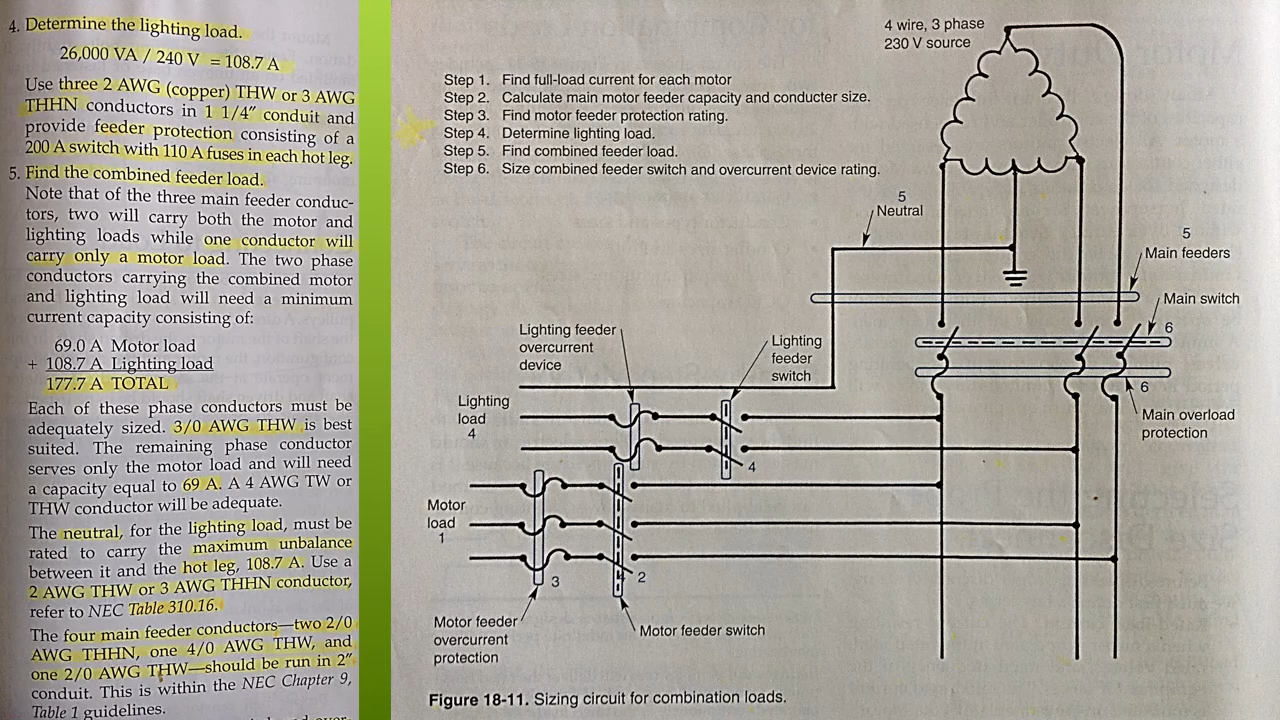 4. Determine the lighting load.
26,000 VA / 240 V = 108.7 A
Use three 2 AWG (copper) THW or 3 AWG
THHN conductors in 1 1/4″ conduit and
provide feeder protection consisting of a
200 A switch with 110 A fuses in each hot leg.
5. Find the combined feeder load.
Note that of the three main feeder conduc-
tors, two will carry both the motor and
lighting loads while one conductor will
carry only a motor load. The two phase
conductors carrying the combined motor
and lighting load will need a minimum
current capacity consisting of:
69.0 A Motor load
+ 108.7 A Lighting load
177.7 A TOTAL
Each of these phase conductors must be
adequately sized. 3/0 AWG THW is best
suited. The remaining phase conductor
serves only the motor load and will need
a capacity equal to 69 A. A 4 AWG TW or
THW conductor will be adequate.
The neutral, for the lighting load, must be
rated to carry the maximum unbalance
between it and the hot leg, 108.7 A. Use a
2 AWG THW or 3 AWG THHN conductor,
refer to NEC Table 310.16.
The four main feeder conductors—two 2/0
AWG THHN, one 4/0 AWG THW, and
one 2/0 AWG THW—should be run in 2″
conduit. This is within the NEC Chapter 9,
Table 1 guidelines.
4 wire, 3 phase
230 V source
Step 1. Find full-load current for each motor
Step 2. Calculate main motor feeder capacity and conducter size.
Step 3. Find motor feeder protection rating.
Step 4. Determine lighting load.
Step 5. Find combined feeder load.
Step 6. Size combined feeder switch and overcurrent device rating.
5
Neutral
5
Main feeders
Main switch
6
6
Main overload
protection
Lighting feeder
overcurrent
device
Lighting
feeder
switch
Lighting
load
4
4
Motor
load
1
3
2
Motor feeder
overcurrent
protection
Motor feeder switch
Figure 18-11. Sizing circuit for combination loads.